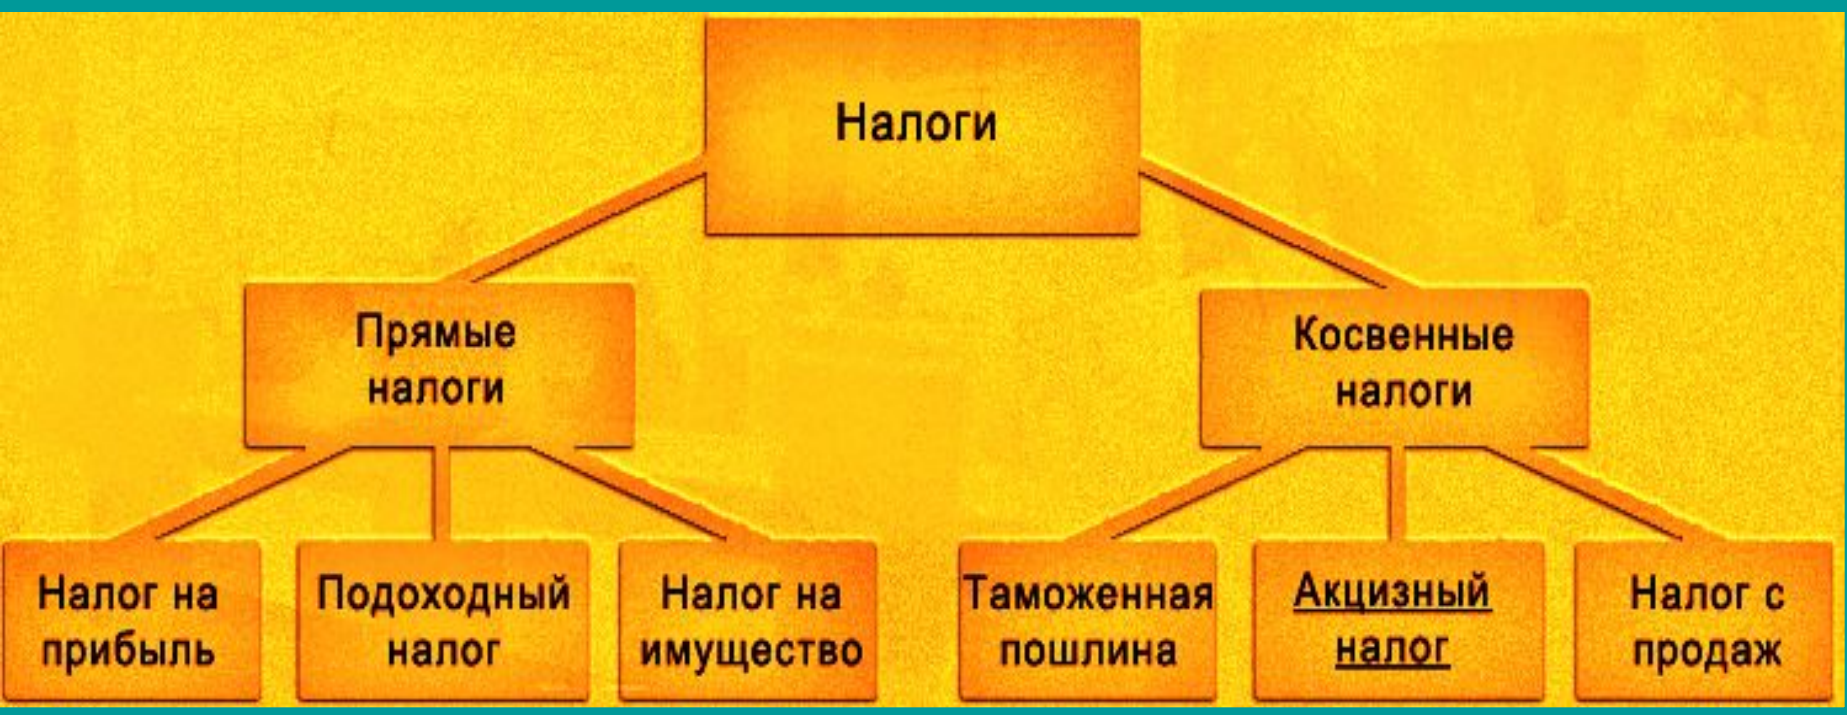 Налоги
Прямые
налоги
Косвенные
налоги
Налог на
прибыль
Подоходный
налог
Налог на
имущество
Таможенная
пошлина
Акцизный
налог
Налог с
продаж